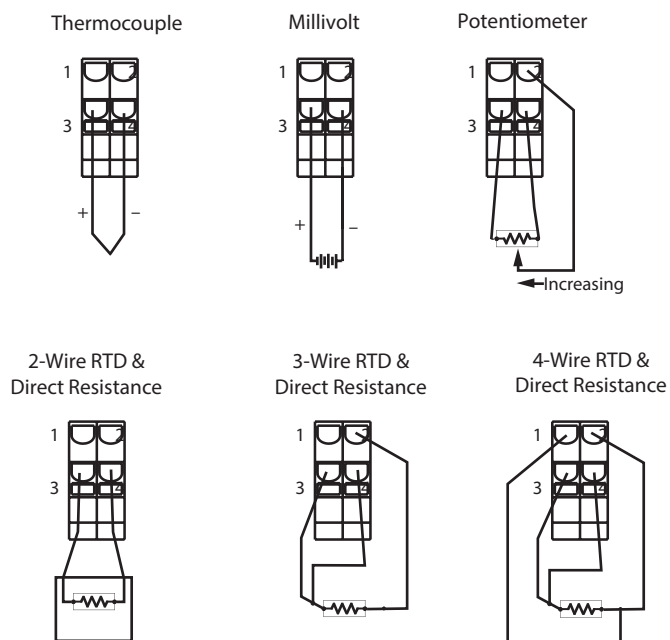 Thermocouple
Millivolt
Potentiometer
1 2
3 4
+ –
1 2
3 4
+ –
1 2
3 4
Increasing
2-Wire RTD &
Direct Resistance
3-Wire RTD &
Direct Resistance
4-Wire RTD &
Direct Resistance
1 2
3 4
1 2
3 4
1 2
3 4